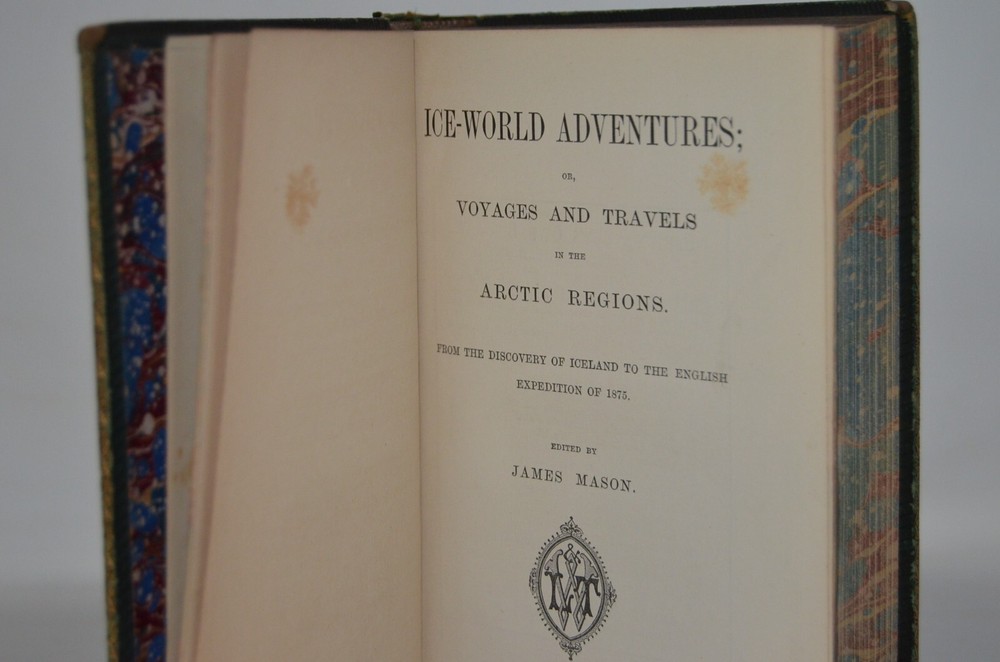 ICE-WORLD ADVENTURES;
OR,
VOYAGES AND TRAVELS
IN THE
ARCTIC REGIONS.
FROM THE DISCOVERY OF ICELAND TO THE ENGLISH
EXPEDITION OF 1875.
EDITED BY
JAMES MASON.